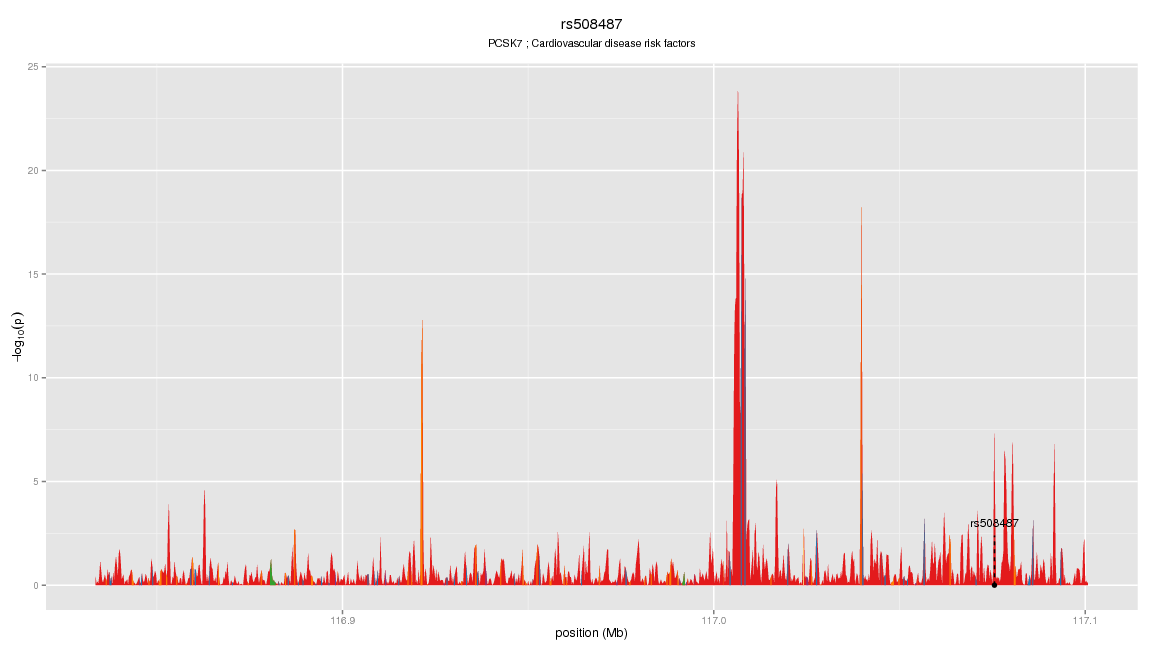 rs508487
PCSK7 ; Cardiovascular disease risk factors
25
20
15
10
5
0
−log10(p)
rs508487
116.9
117.0
117.1
position (Mb)